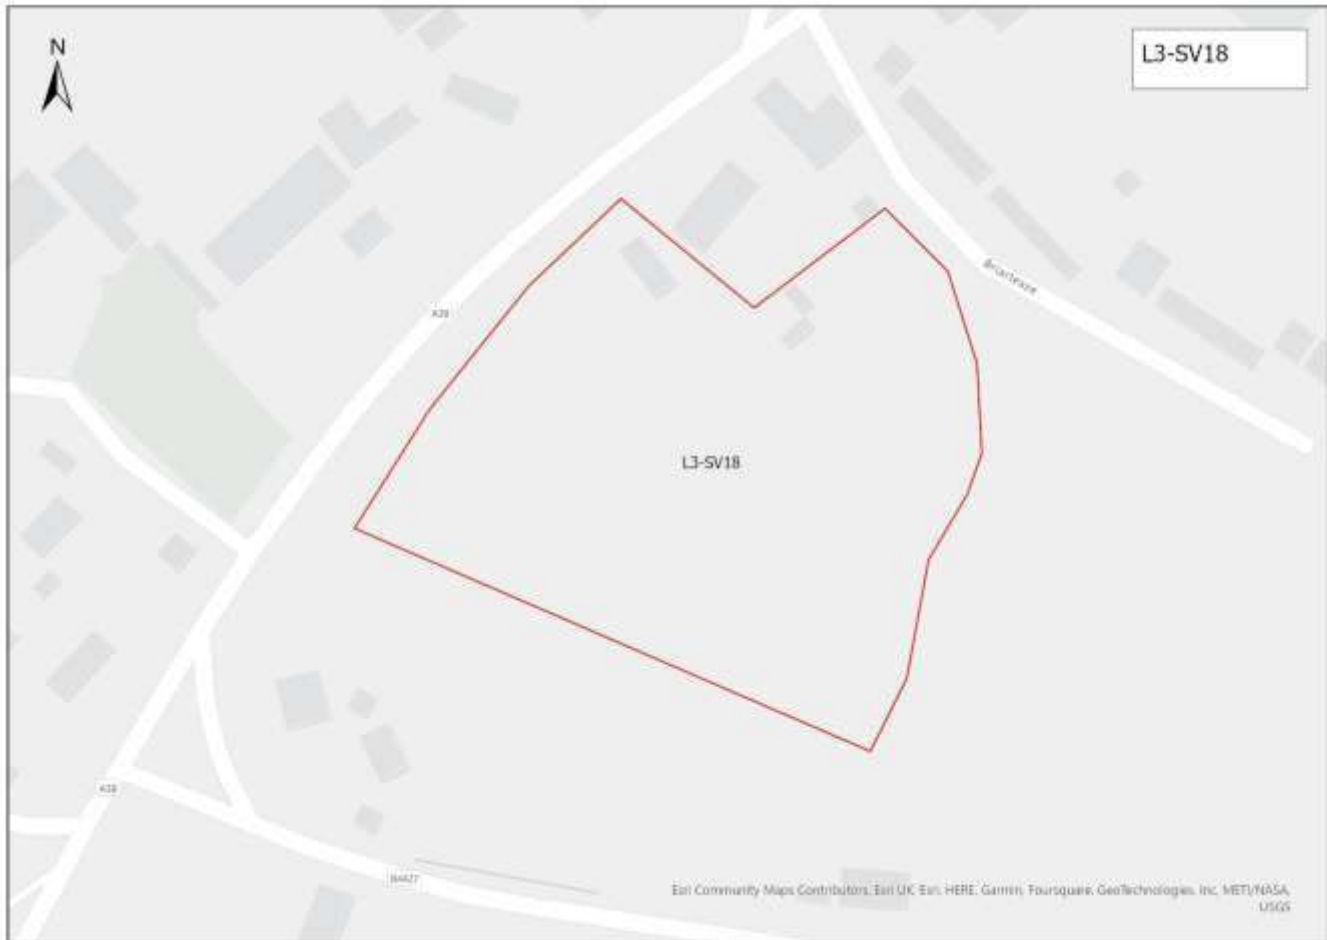 N
L3-SV18
Briarleaze
A38
L3-SV18
A38
B4427
Esri Community Maps Contributors, Esri UK, Esri, HERE, Garmin, Foursquare, GeoTechnologies, Inc, METI/NASA,
USGS